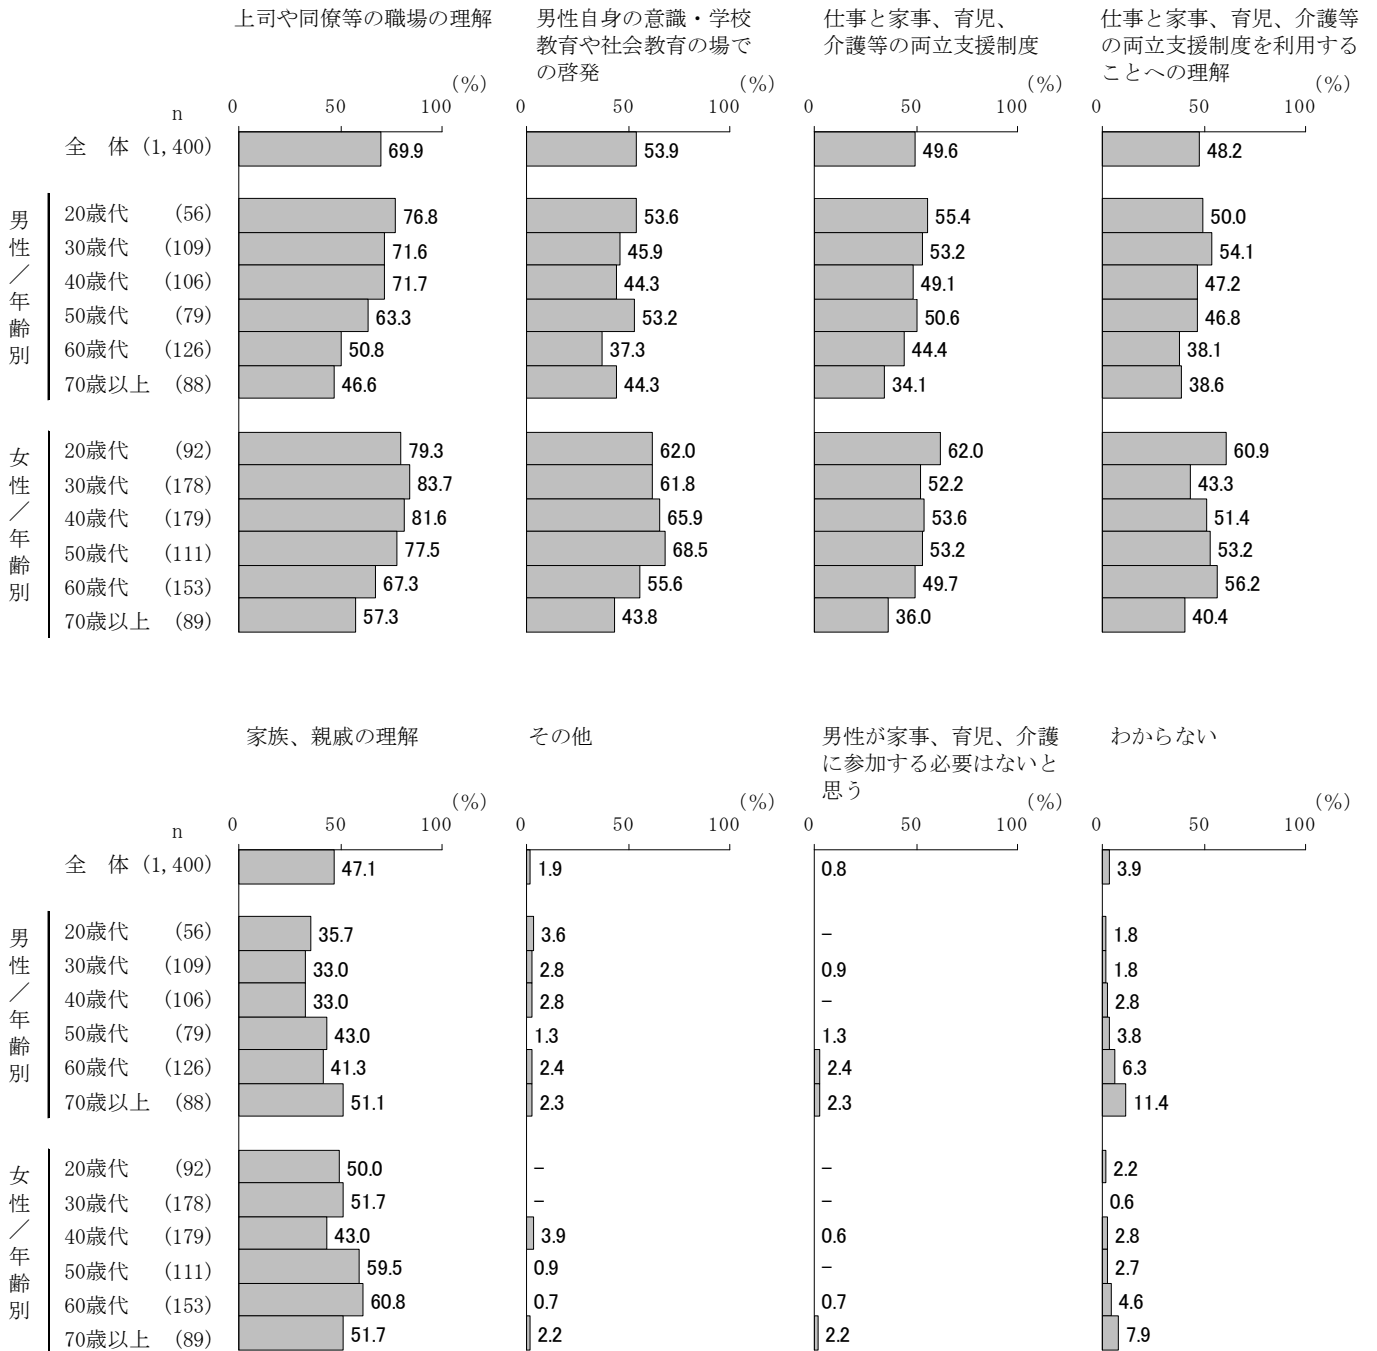 上司や同僚等の職場の理解
男性自身の意識・学校
教育や社会教育の場で
の啓発
仕事と家事、育児、
介護等の両立支援制度
仕事と家事、育児、介護等
の両立支援制度を利用する
ことへの理解
(%) (%) (%) (%)
n 0 50 100 0 50 100 0 50 100 0 50 100
全 体 (1,400) 69.9 53.9 49.6 48.2
男性/年齢別
20歳代 (56) 76.8 53.6 55.4 50.0
30歳代 (109) 71.6 45.9 53.2 54.1
40歳代 (106) 71.7 44.3 49.1 47.2
50歳代 (79) 63.3 53.2 50.6 46.8
60歳代 (126) 50.8 37.3 44.4 38.1
70歳以上 (88) 46.6 44.3 34.1 38.6
女性/年齢別
20歳代 (92) 79.3 62.0 62.0 60.9
30歳代 (178) 83.7 61.8 52.2 43.3
40歳代 (179) 81.6 65.9 53.6 51.4
50歳代 (111) 77.5 68.5 53.2 53.2
60歳代 (153) 67.3 55.6 49.7 56.2
70歳以上 (89) 57.3 43.8 36.0 40.4
家族、親戚の理解
その他
男性が家事、育児、介護
に参加する必要はないと
思う
わからない
(%) (%) (%) (%)
n 0 50 100 0 50 100 0 50 100 0 50 100
全 体 (1,400) 47.1 1.9 0.8 3.9
男性/年齢別
20歳代 (56) 35.7 3.6 － 1.8
30歳代 (109) 33.0 2.8 0.9 1.8
40歳代 (106) 33.0 2.8 － 2.8
50歳代 (79) 43.0 1.3 1.3 3.8
60歳代 (126) 41.3 2.4 2.4 6.3
70歳以上 (88) 51.1 2.3 2.3 11.4
女性/年齢別
20歳代 (92) 50.0 － － 2.2
30歳代 (178) 51.7 － － 0.6
40歳代 (179) 43.0 3.9 0.6 2.8
50歳代 (111) 59.5 0.9 － 2.7
60歳代 (153) 60.8 0.7 0.7 4.6
70歳以上 (89) 51.7 2.2 2.2 7.9